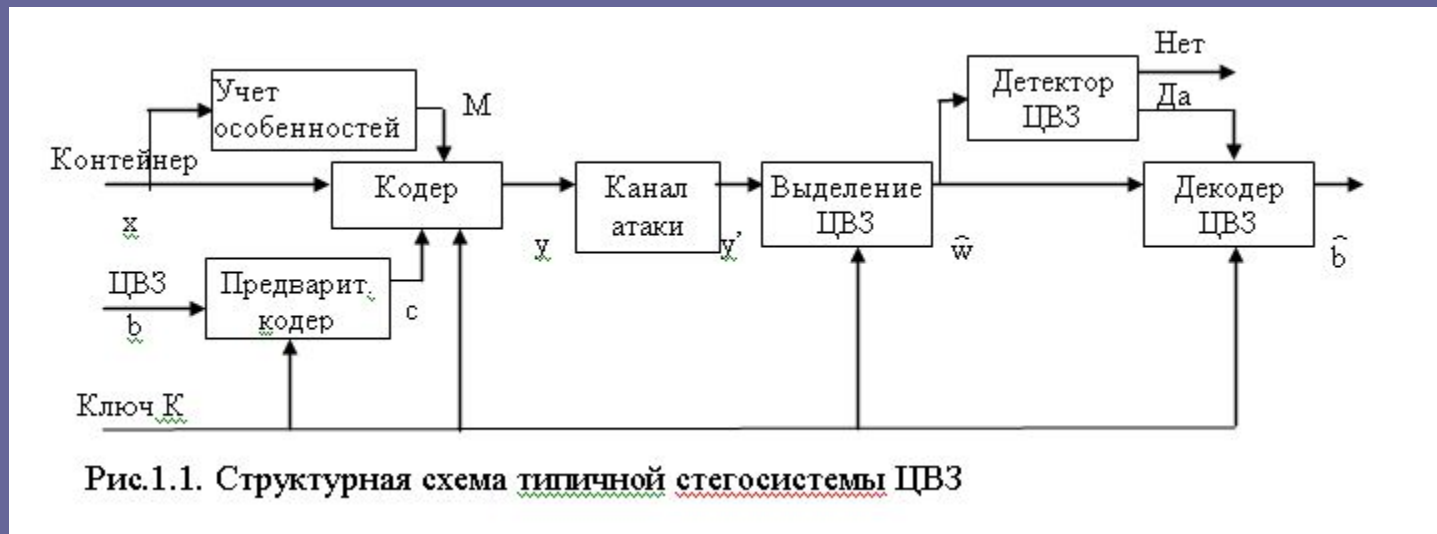 Нет
Учет
особенностей
М
Детектор
ЦВЗ
Да
Контейнер
Кодер
Канал
атаки
Выделение
ЦВЗ
Декодер
ЦВЗ
x
y
y'
ŵ
b̂
ЦВЗ
b
Предварит.
кодер
c
Ключ К
Рис.1.1. Структурная схема типичной стегосистемы ЦВЗ